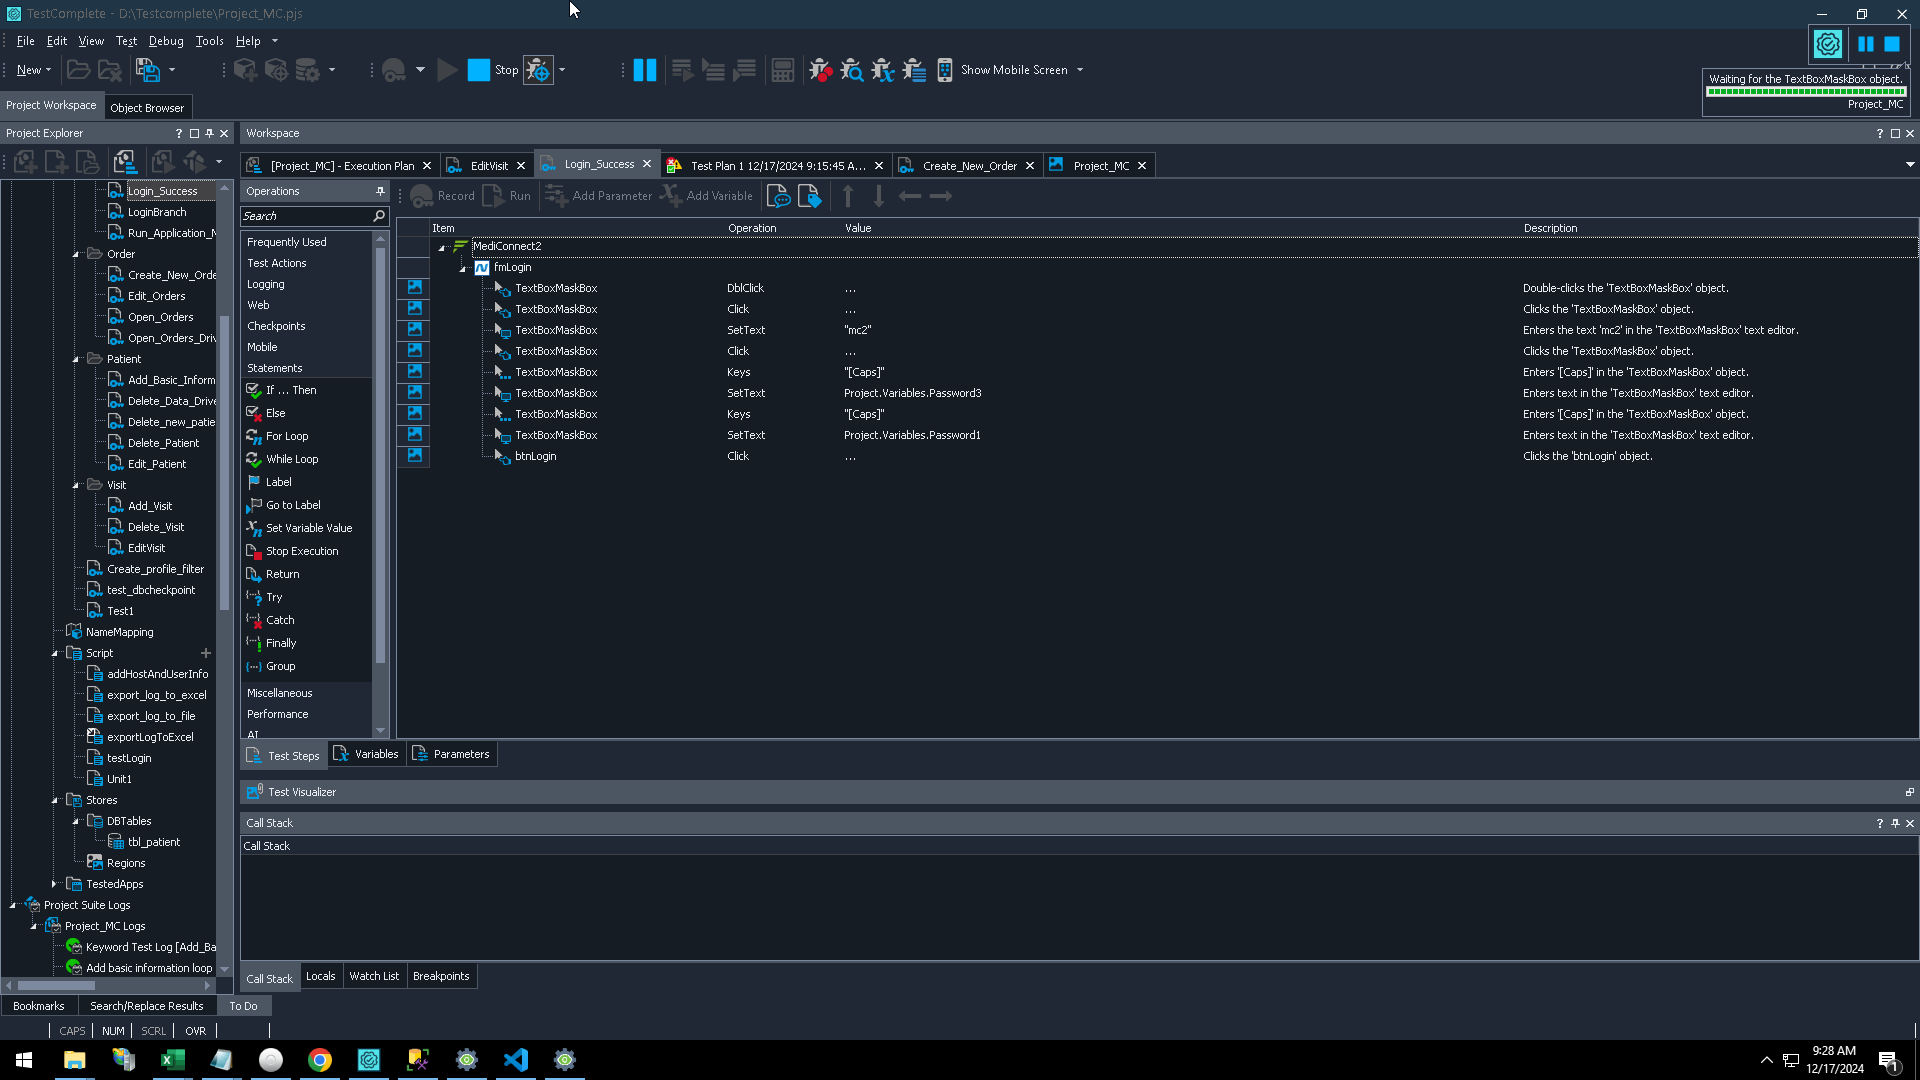 TestComplete - D:\Testcomplete\Project_MC.pjs
File Edit View Test Debug Tools Help
New Stop Show Mobile Screen
Waiting for the TextBoxMaskBox object.
Project_MC
Project Workspace Object Browser
Project Explorer ? Workspace ?
[Project_MC] - Execution Plan EditVisit Login_Success Test Plan 1 12/17/2024 9:15:45 A... Create_New_Order Project_MC
Login_Success
LoginBranch
Run_Application_M
Order
Create_New_Orde
Edit_Orders
Open_Orders
Open_Orders_Driv
Patient
Add_Basic_Inform
Delete_Data_Drive
Delete_new_patie
Delete_Patient
Edit_Patient
Visit
Add_Visit
Delete_Visit
EditVisit
Create_profile_filter
test_dbcheckpoint
Test1
NameMapping
Script
addHostAndUserInfo
export_log_to_excel
export_log_to_file
exportLogToExcel
testLogin
Unit1
Stores
DBTables
tbl_patient
Regions
TestedApps
Project Suite Logs
Project_MC Logs
Keyword Test Log [Add_Ba
Add basic information loop
Operations
Search
Frequently Used
Test Actions
Logging
Web
Checkpoints
Mobile
Statements
If ... Then
Else
For Loop
While Loop
Label
Go to Label
Set Variable Value
Stop Execution
Return
Try
Catch
Finally
Group
Miscellaneous
Performance
AI
Record Run Add Parameter Add Variable
Item Operation Value Description
MediConnect2
fmLogin
TextBoxMaskBox DblClick ... Double-clicks the 'TextBoxMaskBox' object.
TextBoxMaskBox Click ... Clicks the 'TextBoxMaskBox' object.
TextBoxMaskBox SetText "mc2" Enters the text 'mc2' in the 'TextBoxMaskBox' text editor.
TextBoxMaskBox Click ... Clicks the 'TextBoxMaskBox' object.
TextBoxMaskBox Keys "[Caps]" Enters '[Caps]' in the 'TextBoxMaskBox' object.
TextBoxMaskBox SetText Project.Variables.Password3 Enters text in the 'TextBoxMaskBox' text editor.
TextBoxMaskBox Keys "[Caps]" Enters '[Caps]' in the 'TextBoxMaskBox' object.
TextBoxMaskBox SetText Project.Variables.Password1 Enters text in the 'TextBoxMaskBox' text editor.
btnLogin Click ... Clicks the 'btnLogin' object.
Test Steps Variables Parameters
Test Visualizer
Call Stack ?
Call Stack
Call Stack Locals Watch List Breakpoints
Bookmarks Search/Replace Results To Do
CAPS NUM SCRL OVR
9:28 AM
12/17/2024
1